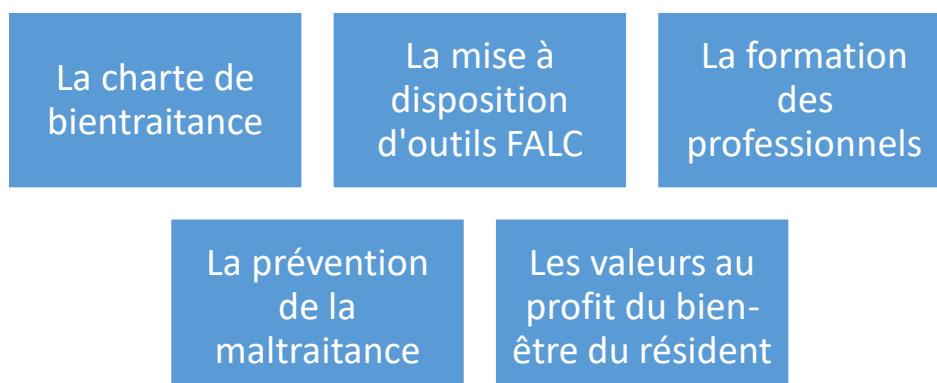 La charte de
bientraitance
La mise à
disposition
d'outils FALC
La formation
des
professionnels
La prévention
de la
maltraitance
Les valeurs au
profit du bien-
être du résident